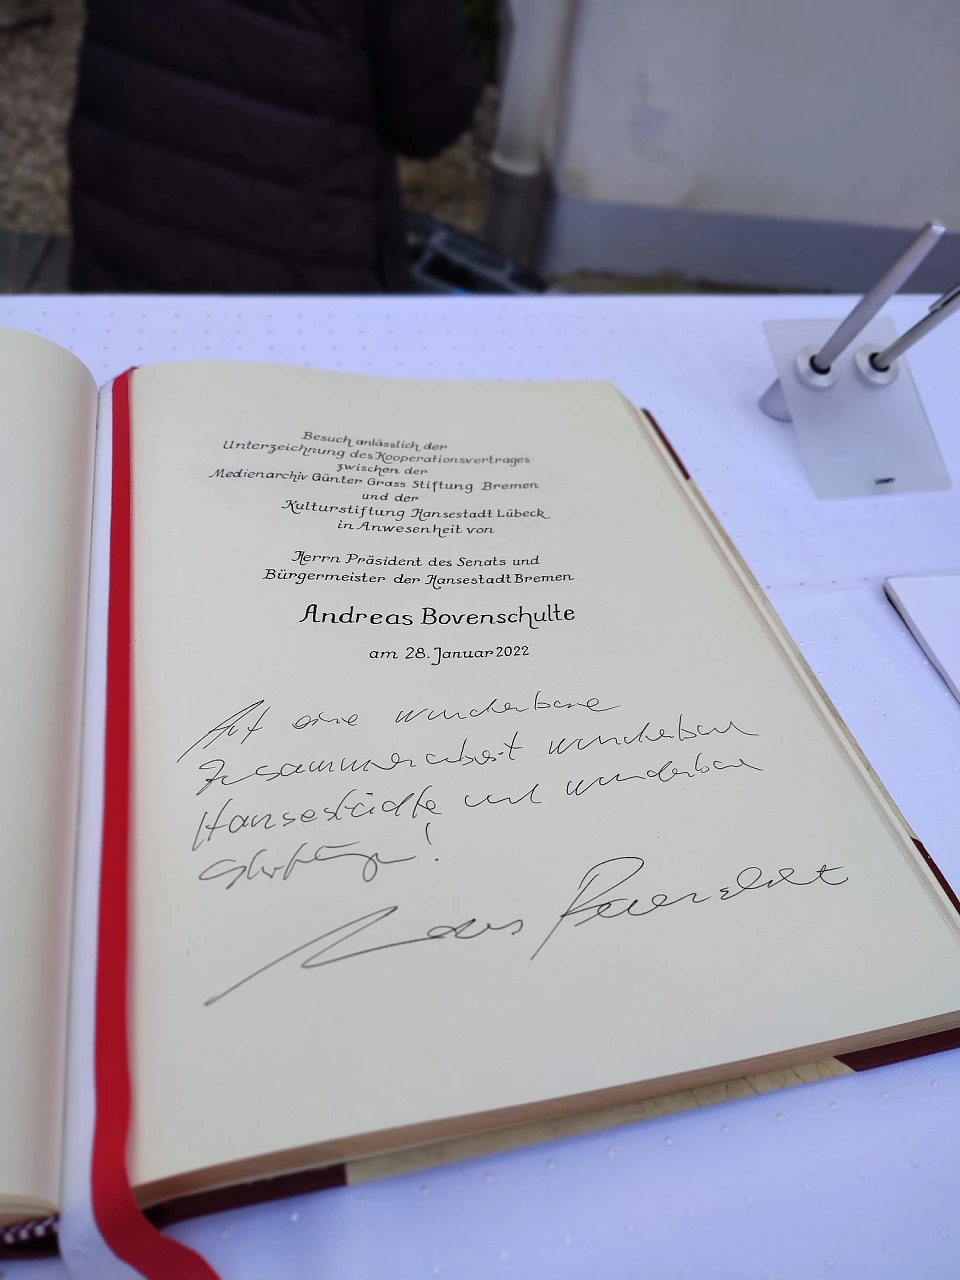 Besuch anlässlich der
Unterzeichnung des Kooperationsvertrages
zwischen der
Medienarchiv Günter Grass Stiftung Bremen
und der
Kulturstiftung Hansestadt Lübeck
in Anwesenheit von
Herrn Präsident des Senats und
Bürgermeister der Hansestadt Bremen
Andreas Bovenschulte
am 28. Januar 2022
Auf eine wunderbare
Zusammenarbeit wunderbarer
Hansestädte und wunderbare
LAMY